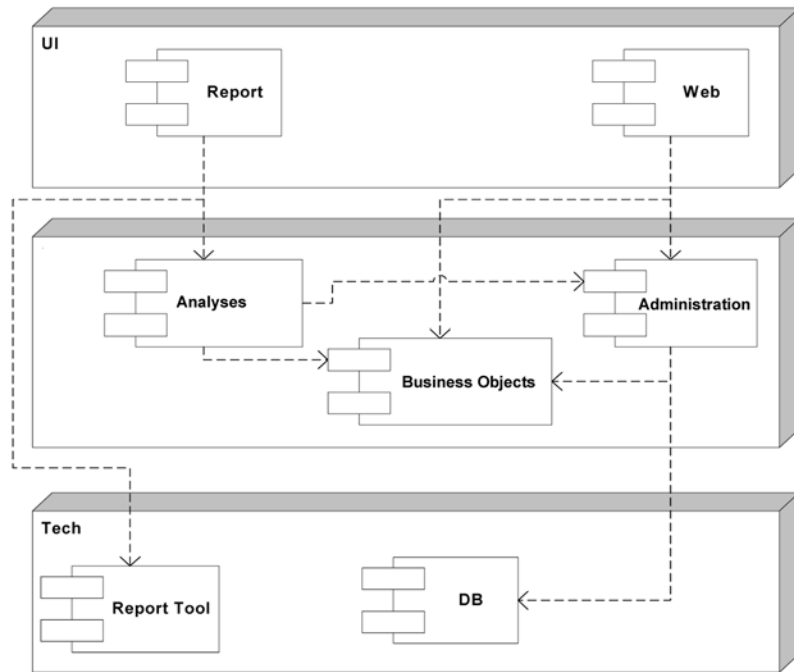 UI
Report
Web
Analyses
Administration
Business Objects
Tech
Report Tool
DB